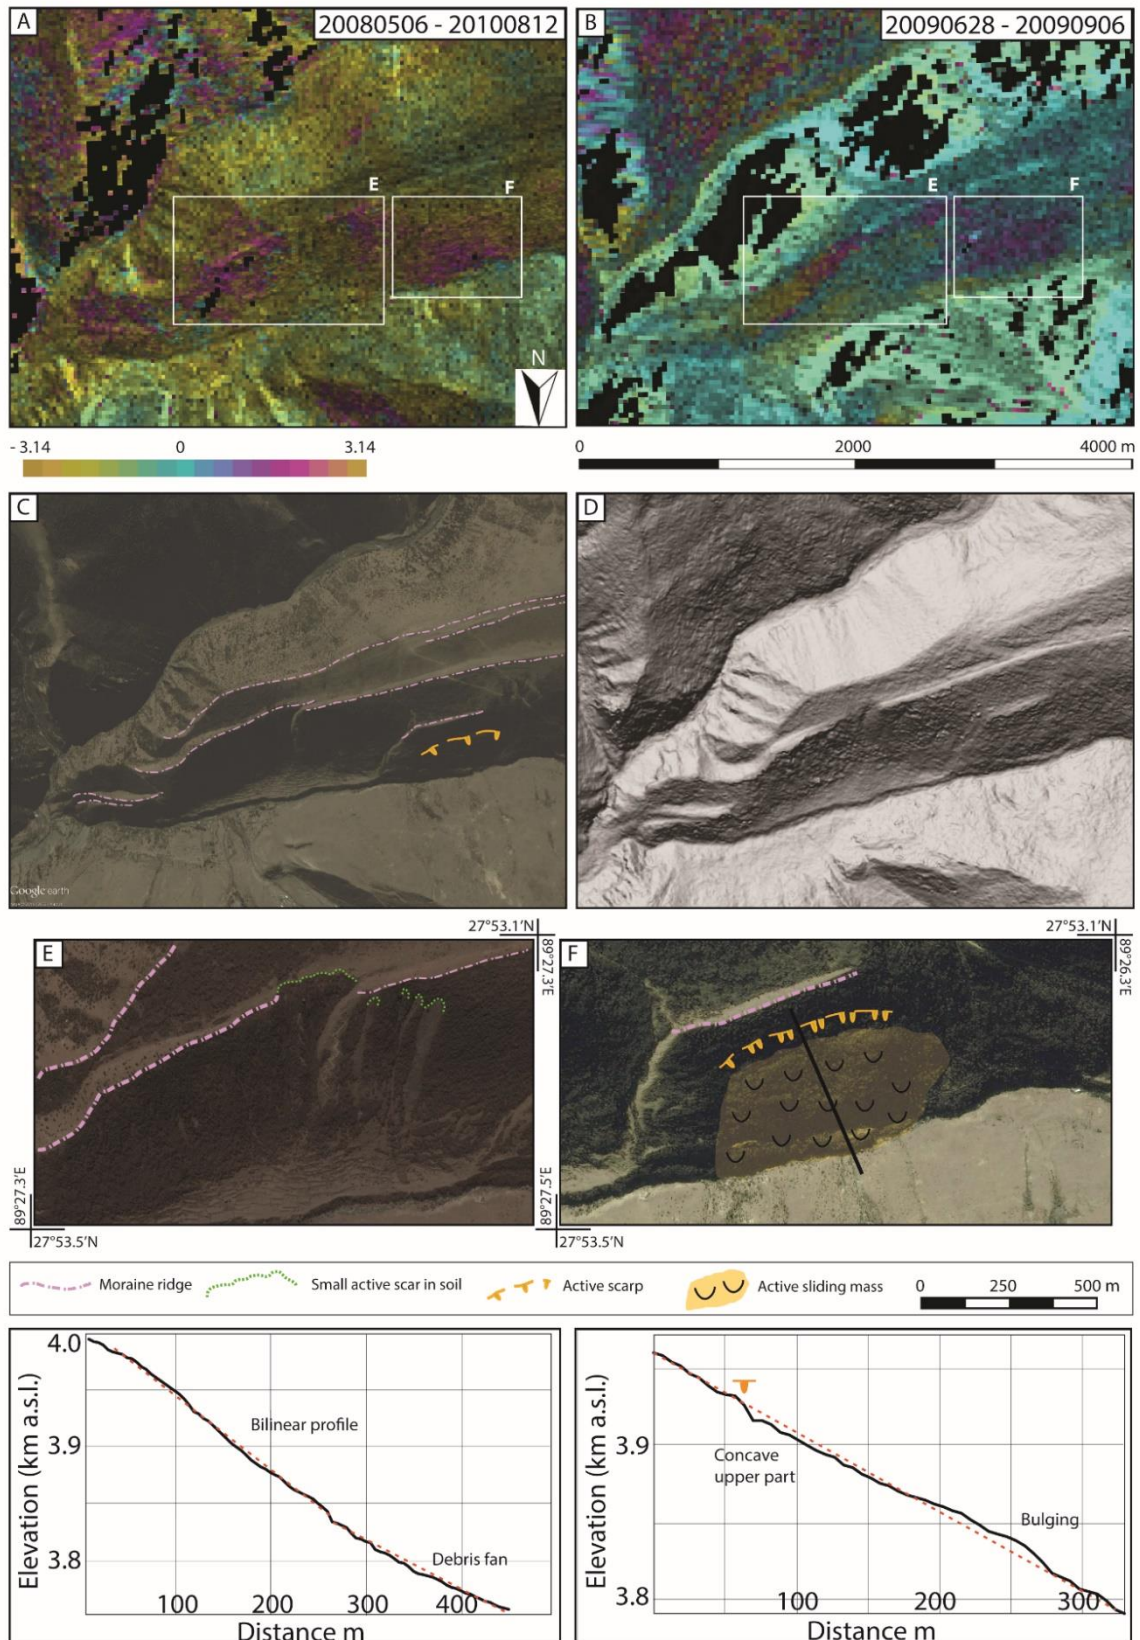 A
20080506 - 20100812
B
20090628 - 20090906
E
F
E
F
N
- 3.14
0
3.14
0
2000
4000 m
C
D
Google earth
27°53.1'N
27°53.1'N
E
89°27.3'E
F
89°26.3'E
89°27.3'E
89°27.5'E
27°53.5'N
27°53.5'N
Moraine ridge
Small active scar in soil
Active scarp
Active sliding mass
0
250
500 m
4.0
3.9
3.8
Elevation (km a.s.l.)
Bilinear profile
Debris fan
100
200
300
400
Distance m
3.9
3.8
Elevation (km a.s.l.)
Concave
upper part
Bulging
100
200
300
Distance m